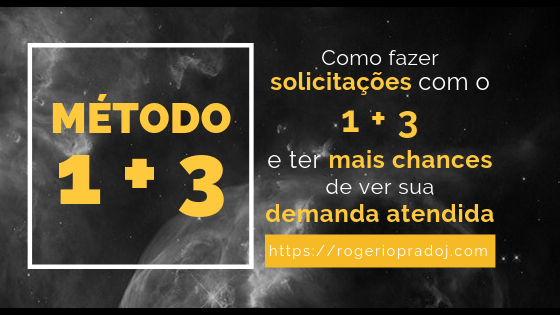 MÉTODO
1 + 3
Como fazer
solicitações com o
1 + 3
e ter mais chances
de ver sua
demanda atendida
https://rogeriopradoj.com